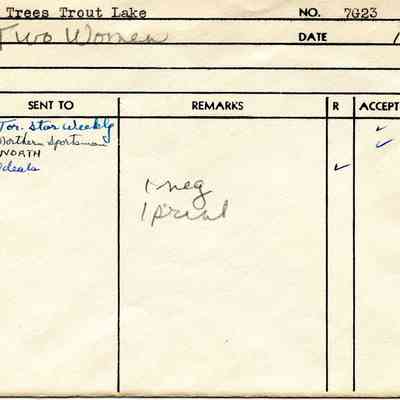 Trees Trout Lake NO. 7G23
Two Women DATE 1
SENT TO REMARKS R ACCEPT
Tor. Star Weekly ✓
Northern Sportsman ✓
NORTH
Ideals ✓
1 neg
1 print